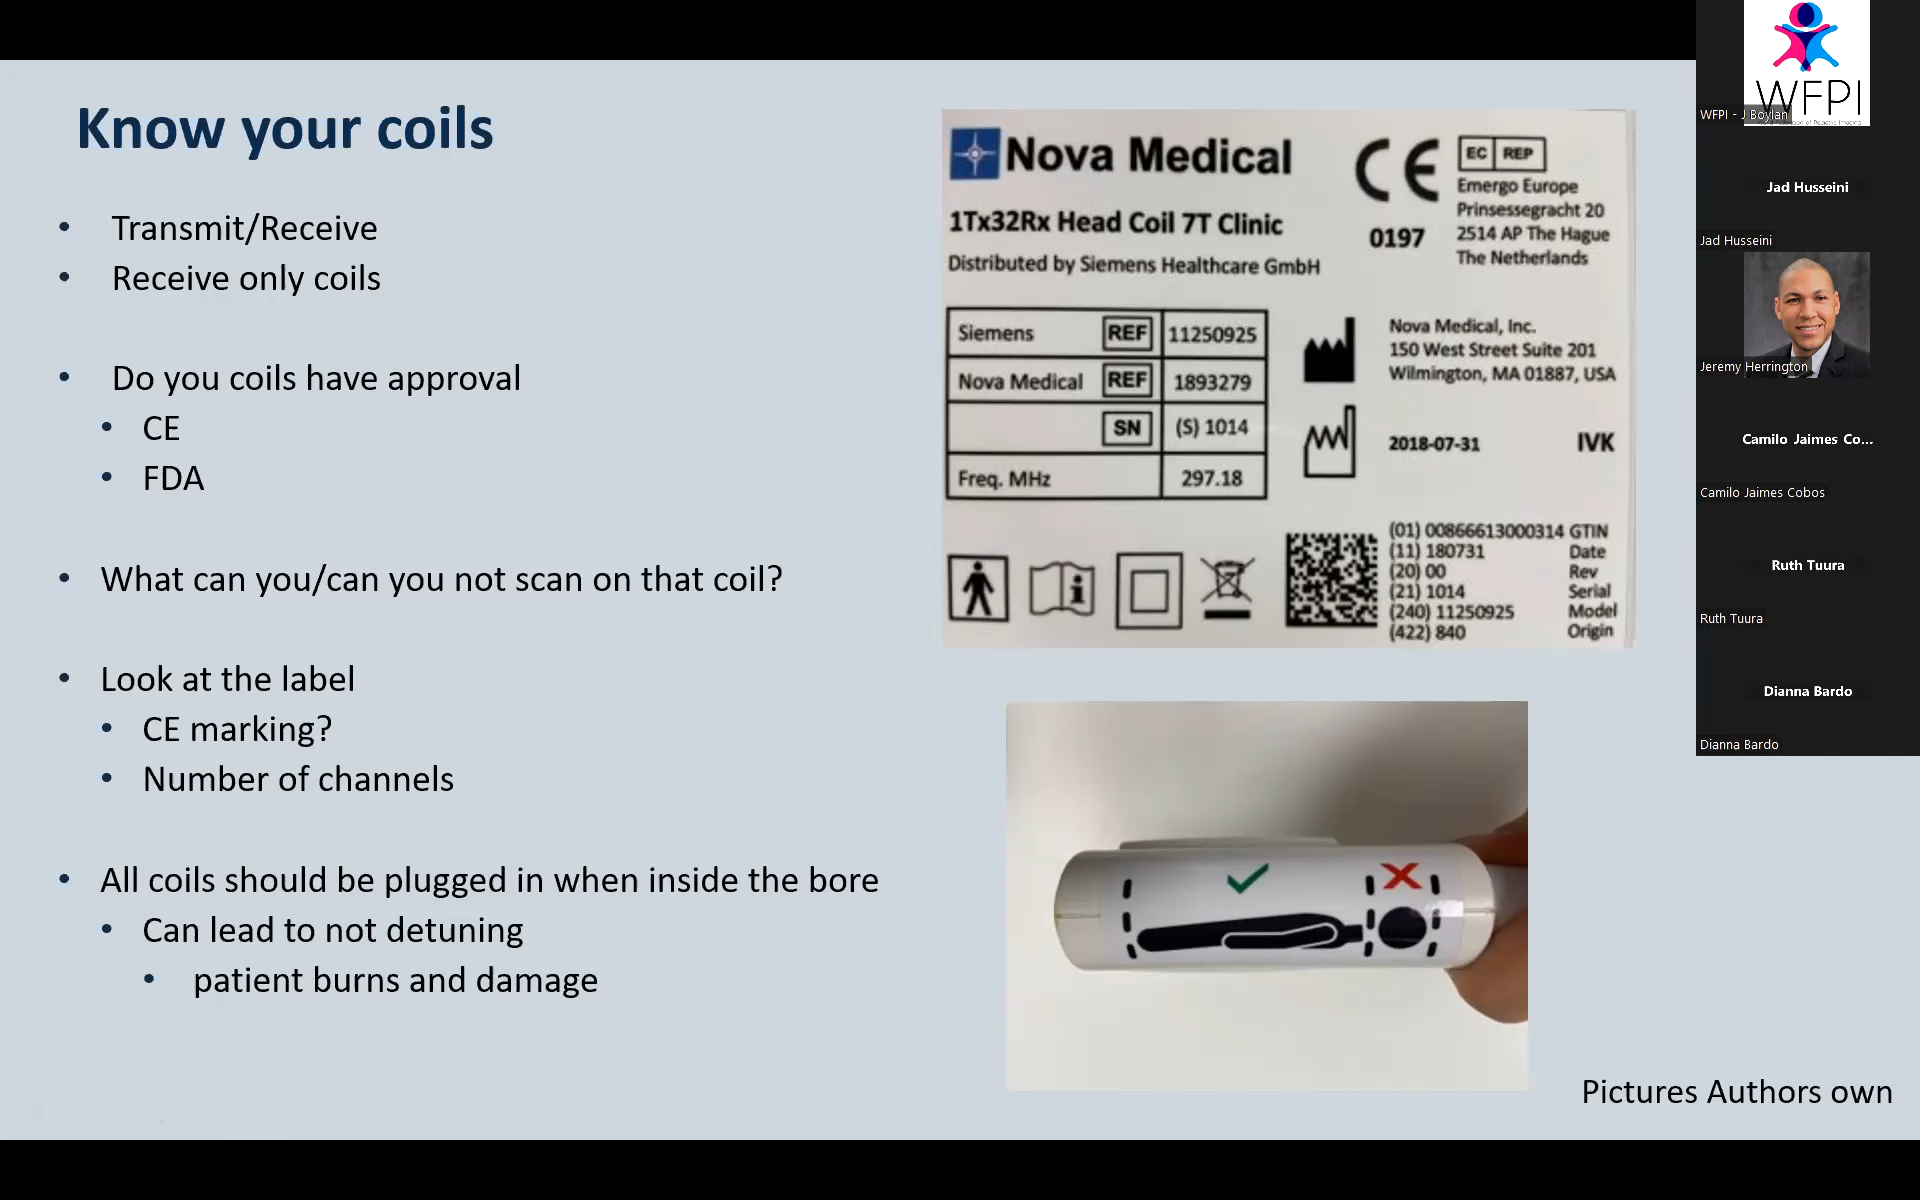 Know your coils
• Transmit/Receive
• Receive only coils
• Do you coils have approval
• CE
• FDA
• What can you/can you not scan on that coil?
• Look at the label
• CE marking?
• Number of channels
• All coils should be plugged in when inside the bore
• Can lead to not detuning
• patient burns and damage
Nova Medical
1Tx32Rx Head Coil 7T Clinic
Distributed by Siemens Healthcare GmbH
CE
0197
EC REP
Emergo Europe
Prinsessegracht 20
2514 AP The Hague
The Netherlands
Siemens REF 11250925
Nova Medical REF 1893279
SN (S) 1014
Freq. MHz 297.18
Nova Medical, Inc.
150 West Street Suite 201
Wilmington, MA 01887, USA
2018-07-31 IVK
(01) 00866613000314 GTIN
(11) 180731 Date
(20) 00 Rev
(21) 1014 Serial
(240) 11250925 Model
(422) 840 Origin
Pictures Authors own
WFPI
WFPI - J Boylan
Jad Husseini
Jad Husseini
Jeremy Herrington
Camilo Jaimes Co...
Camilo Jaimes Cobos
Ruth Tuura
Ruth Tuura
Dianna Bardo
Dianna Bardo